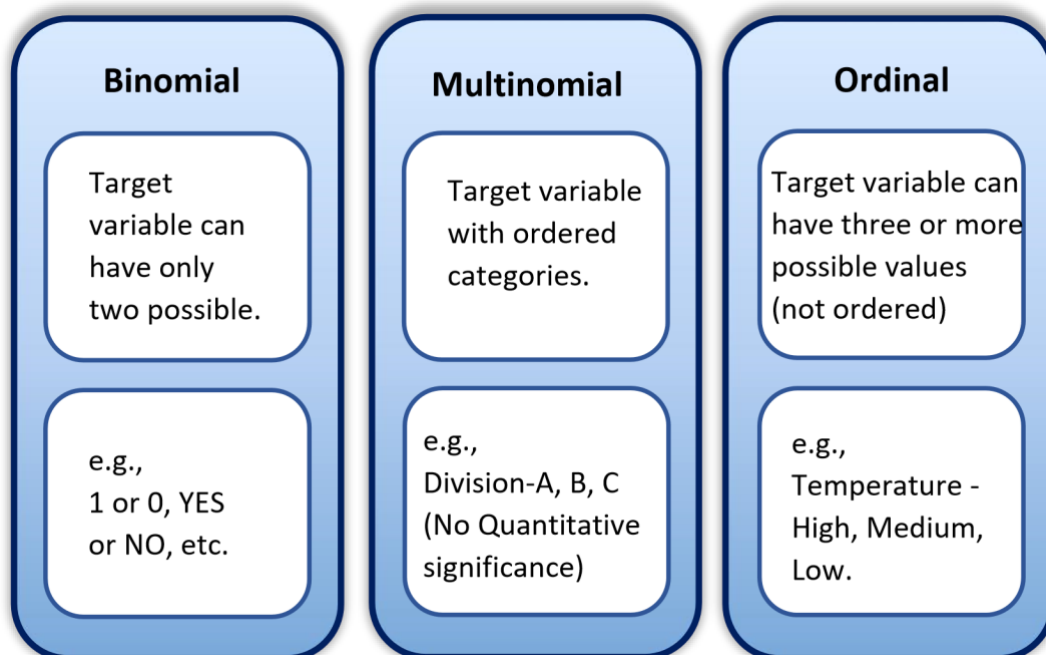 Binomial
Target
variable can
have only
two possible.
e.g.,
1 or 0, YES
or NO, etc.
Multinomial
Target variable
with ordered
categories.
e.g.,
Division-A, B, C
(No Quantitative
significance)
Ordinal
Target variable can
have three or more
possible values
(not ordered)
e.g.,
Temperature -
High, Medium,
Low.